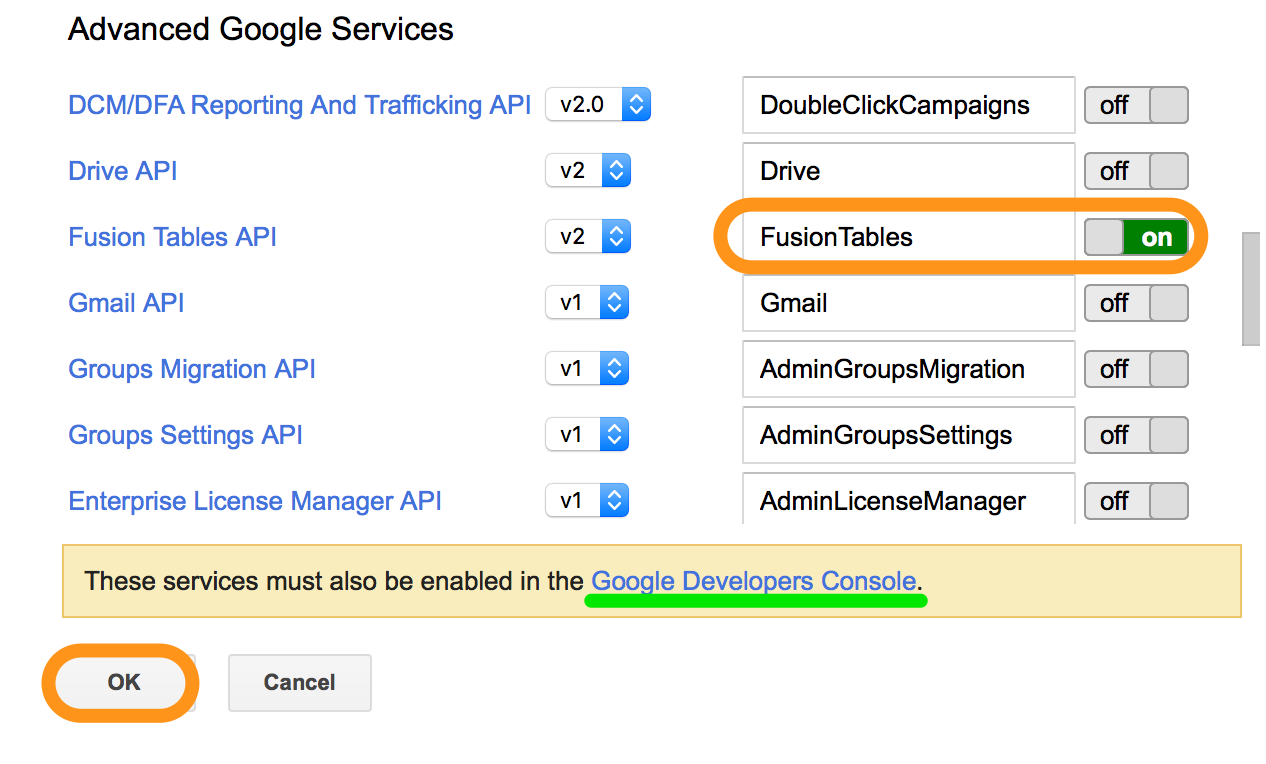 Advanced Google Services
DCM/DFA Reporting And Trafficking API v2.0 DoubleClickCampaigns off
Drive API v2 Drive off
Fusion Tables API v2 FusionTables on
Gmail API v1 Gmail off
Groups Migration API v1 AdminGroupsMigration off
Groups Settings API v1 AdminGroupsSettings off
Enterprise License Manager API v1 AdminLicenseManager off
These services must also be enabled in the Google Developers Console.
OK Cancel